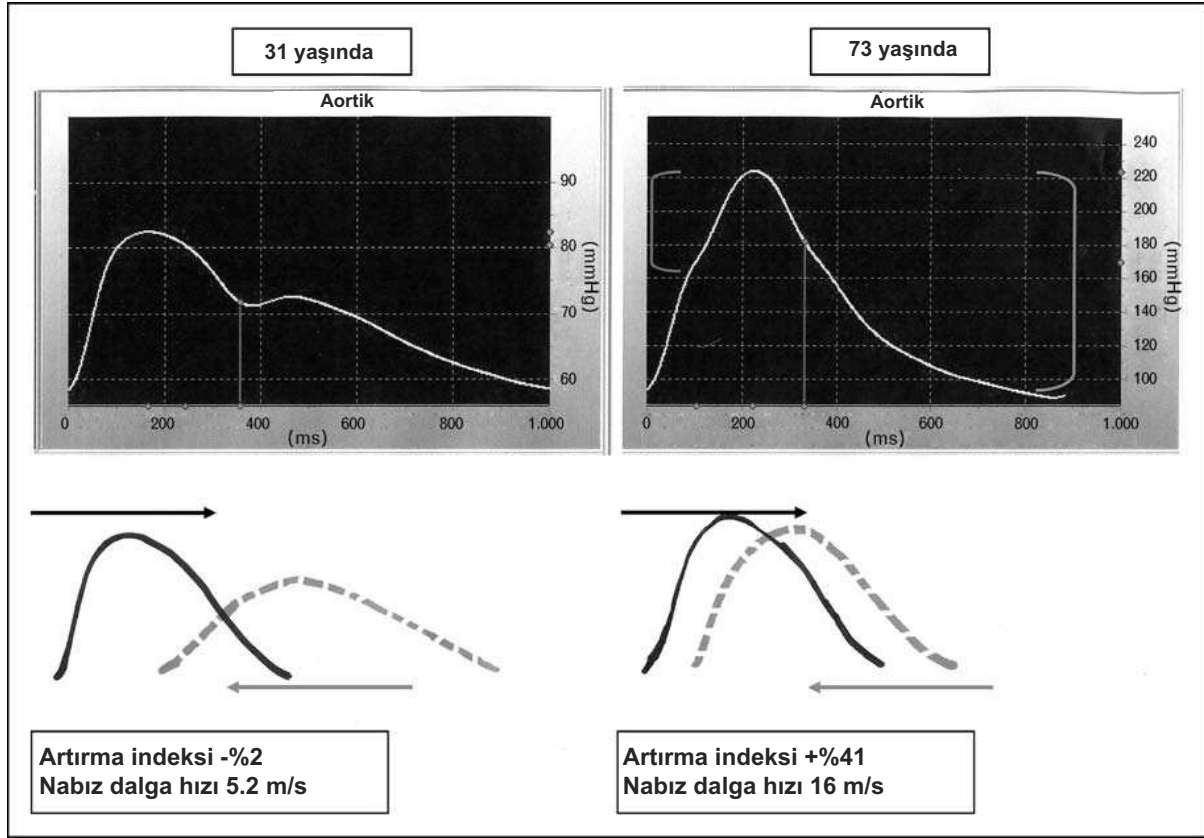 31 yaşında
73 yaşında
Aortik
90
80
70
60
(mmHg)
0 200 400 600 800 1.000
(ms)
Aortik
240
220
200
180
160
140
120
100
(mmHg)
0 200 400 600 800 1.000
(ms)
Artırma indeksi -%2
Nabız dalga hızı 5.2 m/s
Artırma indeksi +%41
Nabız dalga hızı 16 m/s